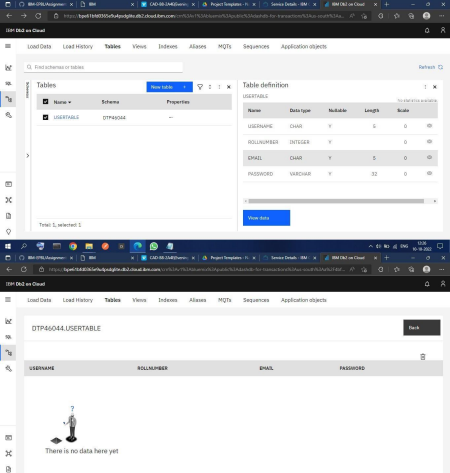 IBM Db2 on Cloud
Load Data Load History Tables Views Indexes Aliases MQTs Sequences Application objects
Find schemas or tables
Refresh
Schemas
Tables
New table
Name Schema Properties
USERTABLE DTP46044 --
Total: 1, selected: 1
Table definition
USERTABLE
Name Data type Nullable Length Scale
USERNAME CHAR Y 5 0
ROLLNUMBER INTEGER Y 0
EMAIL CHAR Y 5 0
PASSWORD VARCHAR Y 32 0
View data
ENG
IBM Db2 on Cloud
Load Data Load History Tables Views Indexes Aliases MQTs Sequences Application objects
DTP46044.USERTABLE
Back
USERNAME ROLLNUMBER EMAIL PASSWORD
?
There is no data here yet